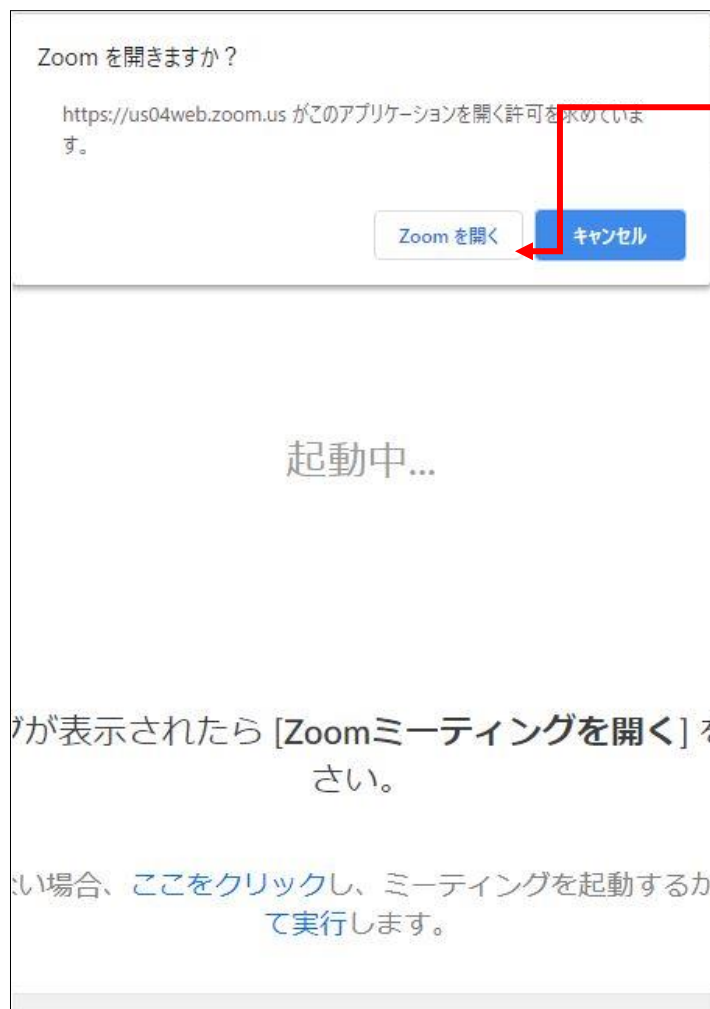 Zoom を開きますか？
https://us04web.zoom.us がこのアプリケーションを開く許可を求めていま
す。
Zoom を開く
キャンセル
起動中...
が表示されたら [Zoomミーティングを開く]
さい。
い場合、ここをクリックし、ミーティングを起動するか
て実行します。